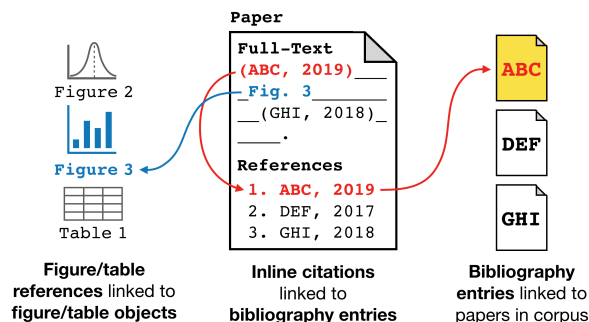 Paper
Full-Text
(ABC, 2019)___
_Fig. 3_______
__(GHI, 2018)_
____.
References
1. ABC, 2019
2. DEF, 2017
3. GHI, 2018
Figure 2
Figure 3
Table 1
ABC
DEF
GHI
Figure/table
references linked to
figure/table objects
Inline citations
linked to
bibliography entries
Bibliography
entries linked to
papers in corpus